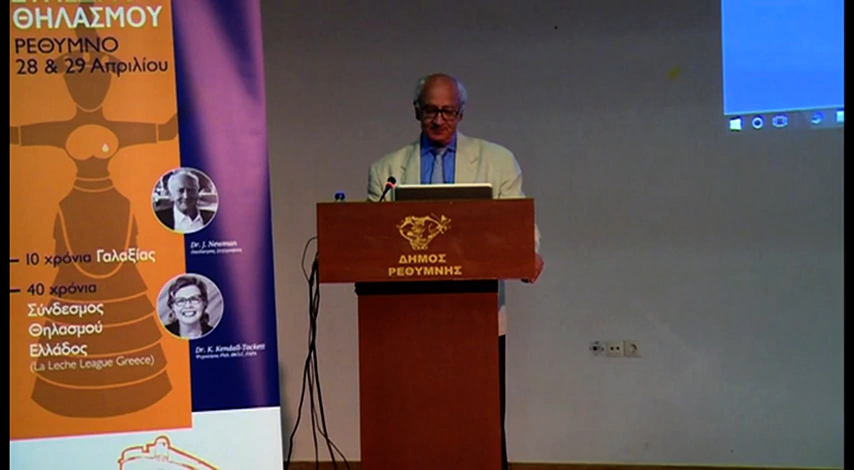 ΘΗΛΑΣΜΟΥ
ΡΕΘΥΜΝΟ
28 & 29 Απριλίου
Dr. J. Newman
10 χρόνια Γαλαξίας
40 χρόνια
Σύνδεσμος
Θηλασμού
Ελλάδος
(La Leche League Greece)
Dr. K. Kendall-Tackett
ΔΗΜΟΣ
ΡΕΘΥΜΝΗΣ